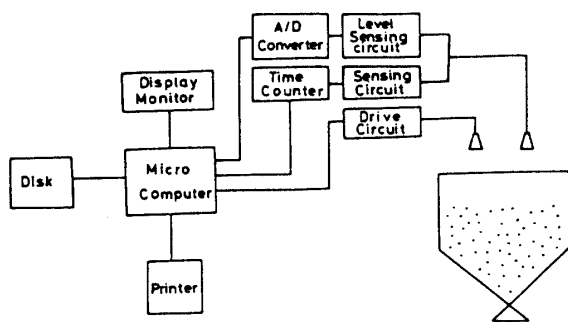 A/D
Converter
Level
Sensing
circuit
Time
Counter
Sensing
Circuit
Display
Monitor
Drive
Circuit
Disk
Micro
Computer
Printer